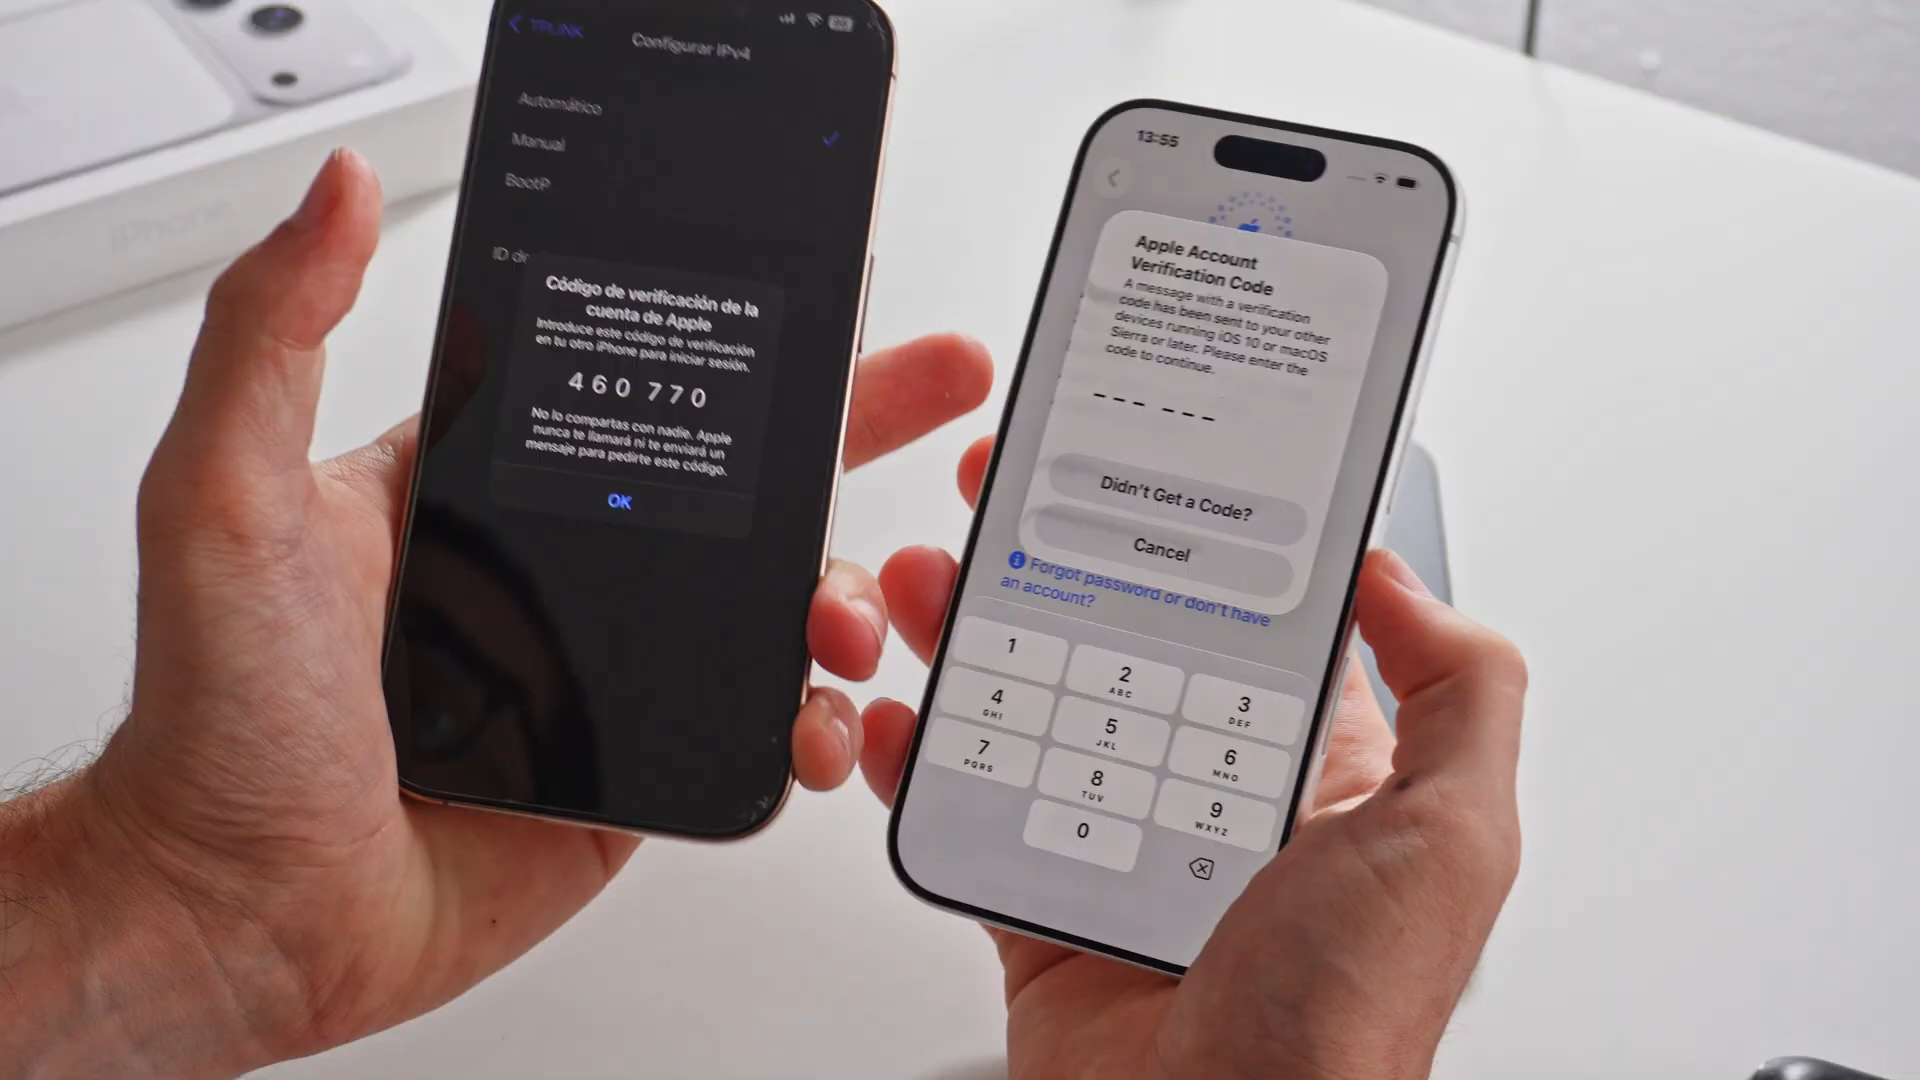 TRUNK
Configurar IPv4
Automático
Manual
BootP
ID de
Código de verificación de la
cuenta de Apple
Introduce este código de verificación
en tu otro iPhone para iniciar sesión.
460 770
No lo compartas con nadie. Apple
nunca te llamará ni te enviará un
mensaje para pedirte este código.
OK
iPhone
13:55
Apple Account
Verification Code
A message with a verification
code has been sent to your other
devices running iOS 10 or macOS
Sierra or later. Please enter the
code to continue.
Didn't Get a Code?
Cancel
Forgot password or don't have
an account?
1
2
ABC
3
DEF
4
GHI
5
JKL
6
MNO
7
PQRS
8
TUV
9
WXYZ
0